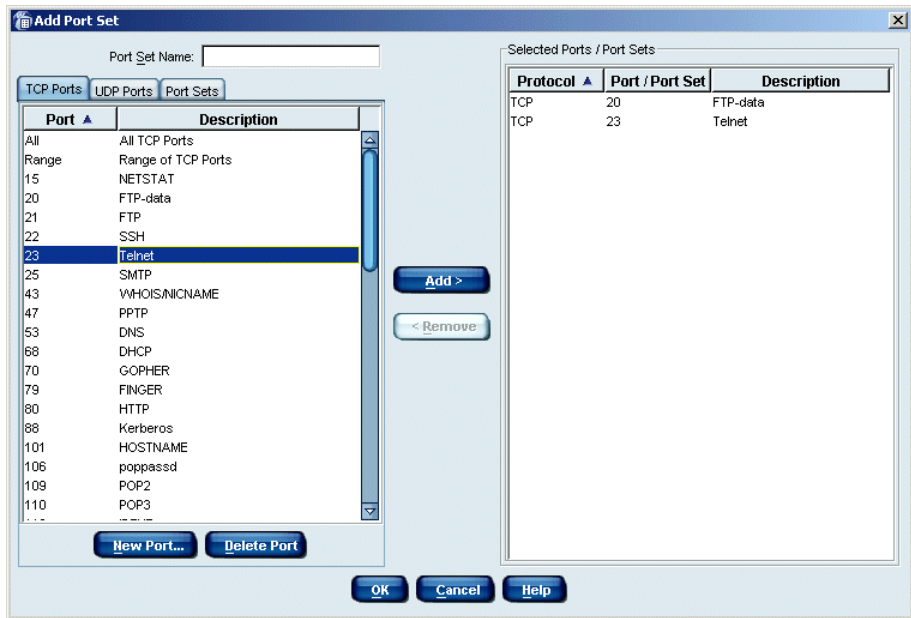 Add Port Set
Port Set Name:
TCP Ports UDP Ports Port Sets
Port Description
All All TCP Ports
Range Range of TCP Ports
15 NETSTAT
20 FTP-data
21 FTP
22 SSH
23 Telnet
25 SMTP
43 WHOIS/NICNAME
47 PPTP
53 DNS
68 DHCP
70 GOPHER
79 FINGER
80 HTTP
88 Kerberos
101 HOSTNAME
106 poppassd
109 POP2
110 POP3
New Port... Delete Port
Add >
< Remove
Selected Ports / Port Sets
Protocol Port / Port Set Description
TCP 20 FTP-data
TCP 23 Telnet
OK Cancel Help